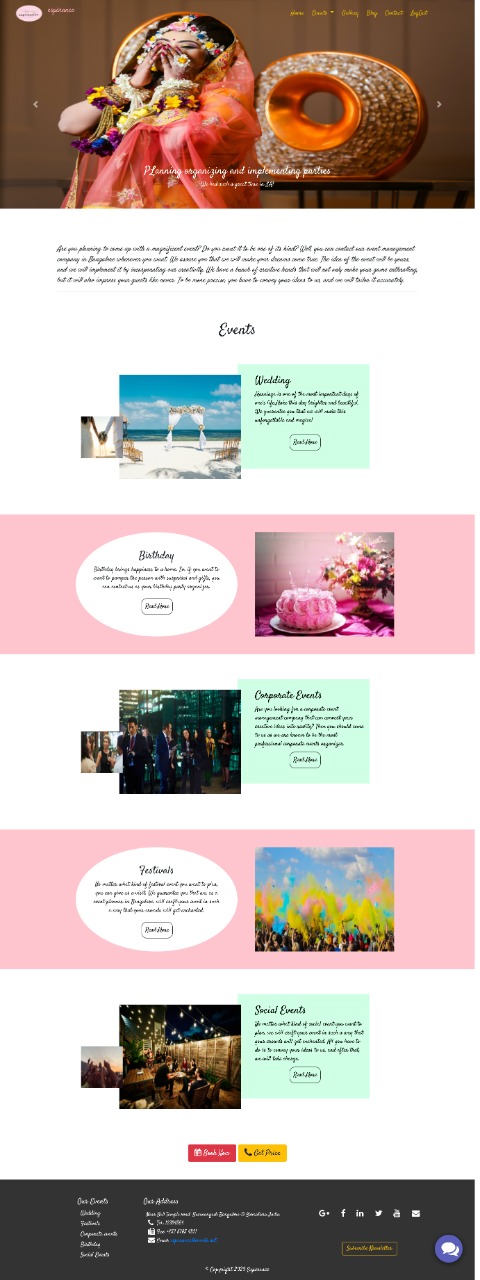 esperanza
Home Events Gallery Blog Contact LogOut
PLanning organizing and implementing parties
We had such a great time in LA!
Are you planning to come up with a magnificent event? Do you want it to be one of its kind? Well, you can contact our event management
company in Bangalore whenever you want. We assure you that we will make your dreams come true. The idea of the event will be yours,
and we will implement it by incorporating our creativity. We have a bunch of creative hands that will not only make your game enthralling,
but it will also impress your guests like never. To be more precise, you have to convey your ideas to us, and we will tailor it accurately.
Events
Wedding
Marriage is one of the most important days of
one's life. Make this day brighter and beautiful.
We guarantee you that we will make this
unforgettable and magical!
Read More
Birthday
Birthday brings happiness to a home. So, if you want to
want to pamper the person with surprises and gifts, you
can contact us as your birthday party organizer.
Read More
Corporate Events
Are you looking for a corporate event
management company that can convert your
creative ideas into reality? Then you should come
to us as we are known to be the most
professional corporate events organizer.
Read More
Festivals
No matter what kind of festival event you want to plan,
you can give us a visit. We guarantee you that we as a
event planner in Bangalore, will craft your event in such
a way that your crowds will get enchanted.
Read More
Social Events
No matter what kind of social event you want to
plan, we will craft your event in such a way that
your crowds will get enchanted. All you have to
do is to convey your ideas to us, and after that,
we will take charge.
Read More
Book Now Get Price
Our Events
Wedding
Festivals
Corporate events
Birthday
Social Events
Our Address
Near Bull Temple road, Basavangudi Bangalore
Email:
Subscribe Newsletter
© Copyright 2023 Esperanza